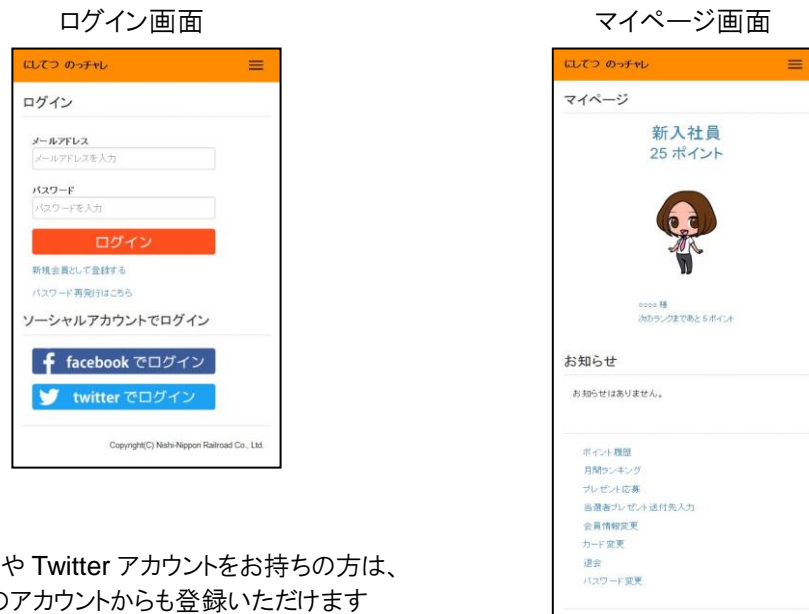 ログイン画面
にしてつ のっチャレ
ログイン
メールアドレス
メールアドレスを入力
パスワード
パスワードを入力
ログイン
新規会員として登録する
パスワード再発行はこちら
ソーシャルアカウントでログイン
facebook でログイン
twitter でログイン
Copyright(C) Nishi-Nippon Railroad Co., Ltd.
や Twitter アカウントをお持ちの方は、
のアカウントからも登録いただけます
マイページ画面
にしてつ のっチャレ
マイページ
新入社員
25 ポイント
○○○○ 様
次のランクまであと 5 ポイント
お知らせ
お知らせはありません。
ポイント履歴
月間ランキング
プレゼント応募
当選者プレゼント送付先入力
会員情報変更
カード変更
退会
パスワード変更